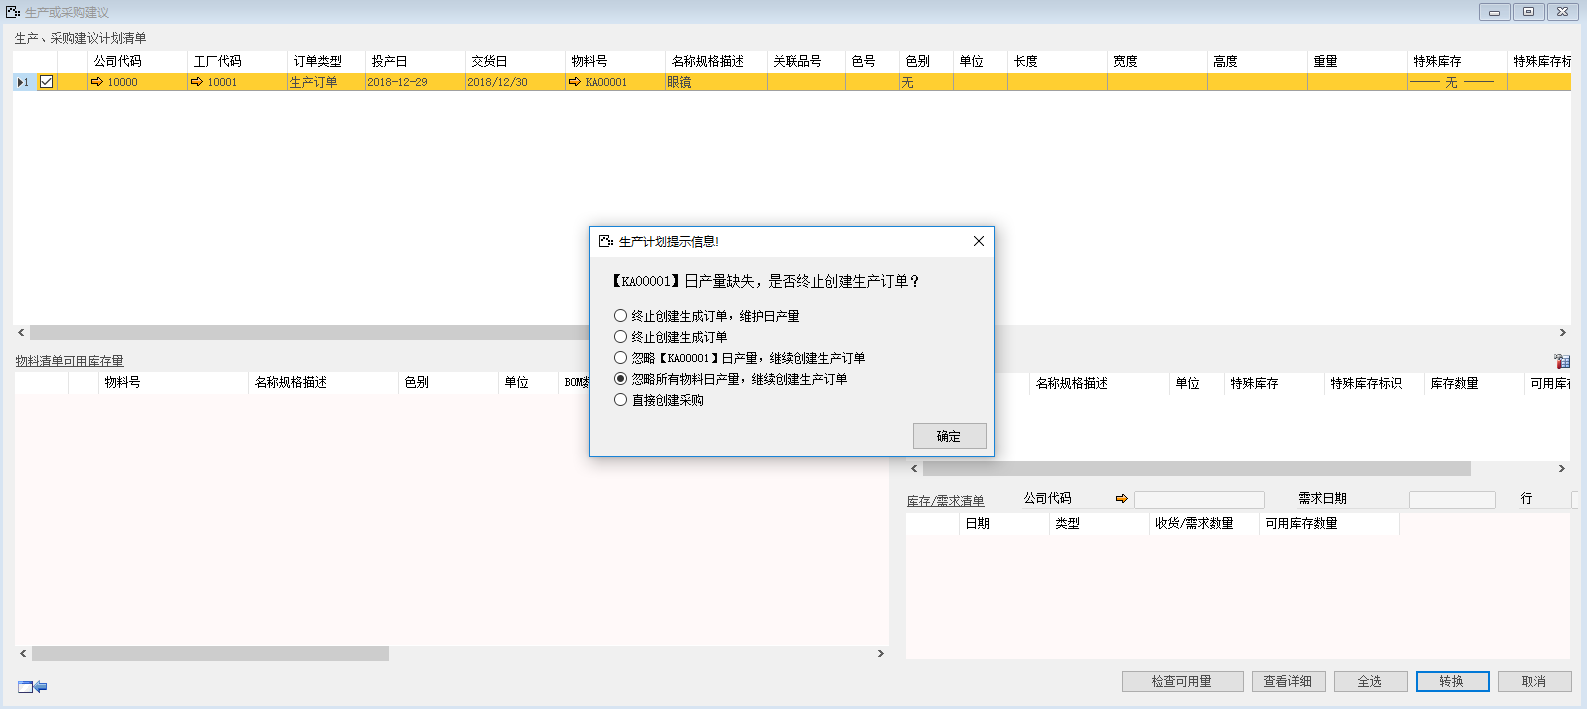 生产或采购建议
生产、采购建议计划清单
公司代码 工厂代码 订单类型 投产日 交货日 物料号 名称规格描述 关联品号 色号 色别 单位 长度 宽度 高度 重量 特殊库存 特殊库存标
1 10000 10001 生产订单 2018-12-29 2018/12/30 KA00001 眼镜 无 无
生产计划提示信息!
【KA00001】日产量缺失，是否终止创建生产订单？
终止创建生成订单，维护日产量
终止创建生成订单
忽略【KA00001】日产量，继续创建生产订单
忽略所有物料日产量，继续创建生产订单
直接创建采购
确定
物料清单可用库存量
物料号 名称规格描述 色别 单位 BOM
名称规格描述 单位 特殊库存 特殊库存标识 库存数量 可用库存
库存/需求清单 公司代码 需求日期 行
日期 类型 收货/需求数量 可用库存数量
检查可用量 查看详细 全选 转换 取消